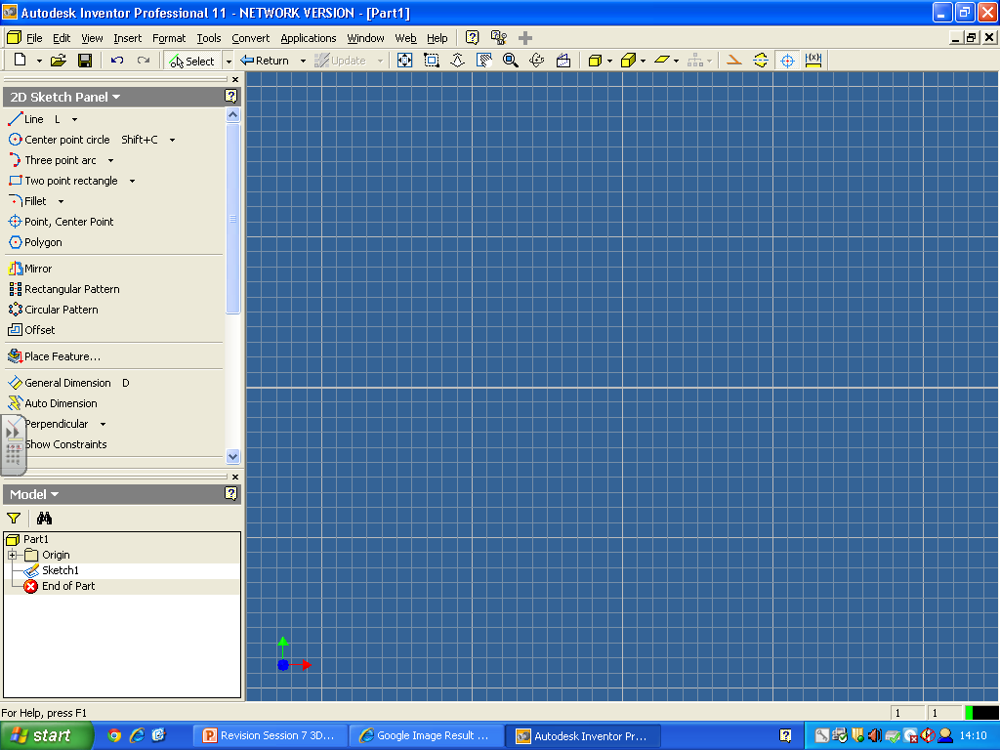 Autodesk Inventor Professional 11 - NETWORK VERSION - [Part1]
File Edit View Insert Format Tools Convert Applications Window Web Help
Select Return Update
2D Sketch Panel
Line L
Center point circle Shift+C
Three point arc
Two point rectangle
Fillet
Point, Center Point
Polygon
Mirror
Rectangular Pattern
Circular Pattern
Offset
Place Feature...
General Dimension D
Auto Dimension
Perpendicular
Show Constraints
Model
Part1
Origin
Sketch1
End of Part
For Help, press F1 1 1
start Revision Session 7 3D... Google Image Result ... Autodesk Inventor Pr... 14:10